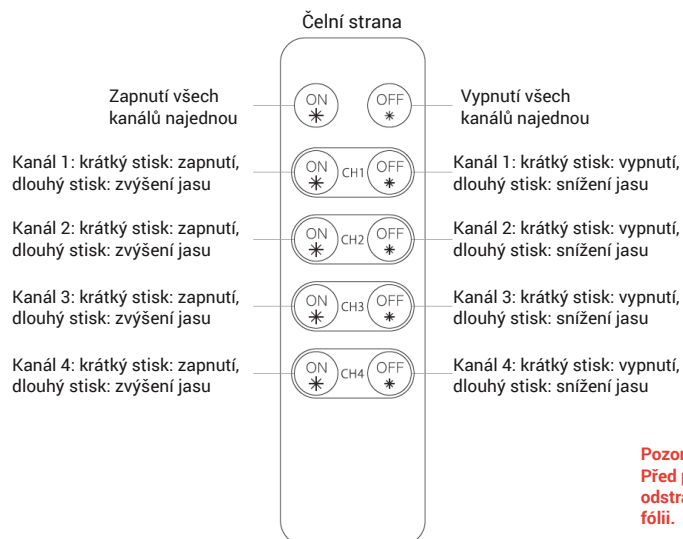 Čelní strana
Zapnutí všech
kanálů najednou
ON
OFF
Vypnutí všech
kanálů najednou
Kanál 1: krátký stisk: zapnutí,
dlouhý stisk: zvýšení jasu
ON
CH1
OFF
Kanál 1: krátký stisk: vypnutí,
dlouhý stisk: snížení jasu
Kanál 2: krátký stisk: zapnutí,
dlouhý stisk: zvýšení jasu
ON
CH2
OFF
Kanál 2: krátký stisk: vypnutí,
dlouhý stisk: snížení jasu
Kanál 3: krátký stisk: zapnutí,
dlouhý stisk: zvýšení jasu
ON
CH3
OFF
Kanál 3: krátký stisk: vypnutí,
dlouhý stisk: snížení jasu
Kanál 4: krátký stisk: zapnutí,
dlouhý stisk: zvýšení jasu
ON
CH4
OFF
Kanál 4: krátký stisk: vypnutí,
dlouhý stisk: snížení jasu
Pozor
Před
fólii.